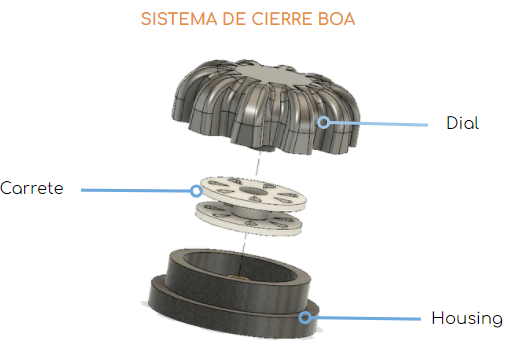 SISTEMA DE CIERRE BOA
Dial
Carrete
Housing